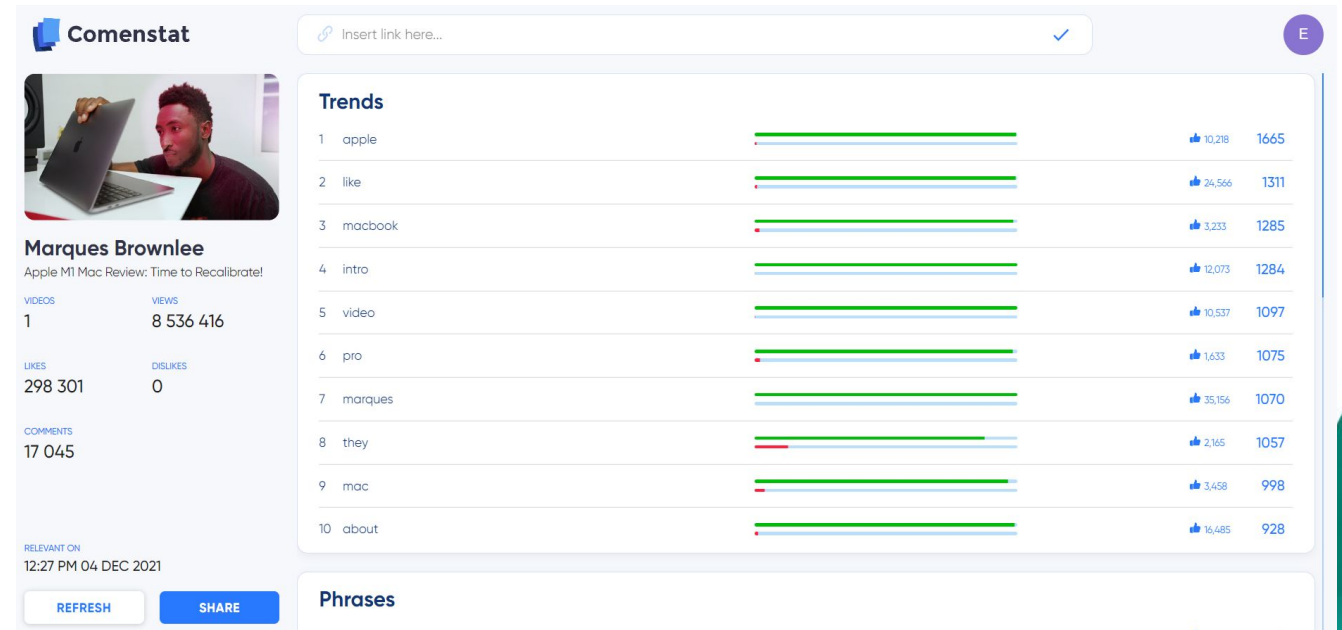 Comenstat
Insert link here...
E
Marques Brownlee
Apple M1 Mac Review: Time to Recalibrate!
VIDEOS VIEWS
1 8 536 416
LIKES DISLIKES
298 301 0
COMMENTS
17 045
RELEVANT ON
12:27 PM 04 DEC 2021
REFRESH SHARE
Trends
1 apple 10,218 1665
2 like 24,566 1311
3 macbook 3,233 1285
4 intro 12,073 1284
5 video 10,537 1097
6 pro 1,633 1075
7 marques 35,156 1070
8 they 2,165 1057
9 mac 3,458 998
10 about 16,485 928
Phrases